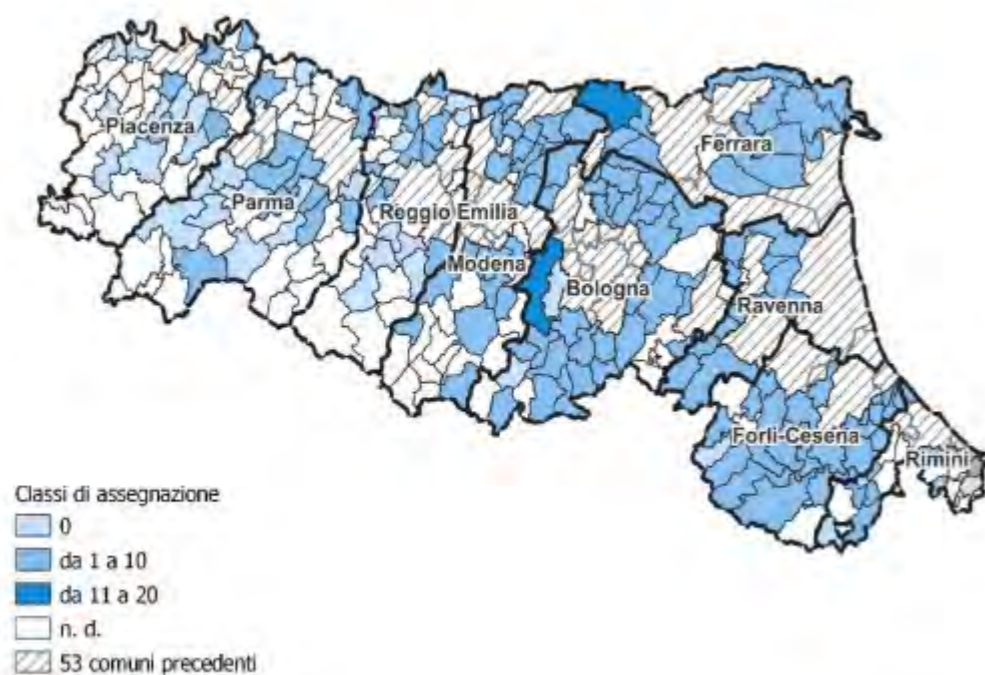 Piacenza
Parma
Reggio Emilia
Modena
Bologna
Ferrara
Ravenna
Forlì-Cesena
Rimini
Classi di assegnazione
0
da 1 a 10
da 11 a 20
n. d.
53 comuni precedenti